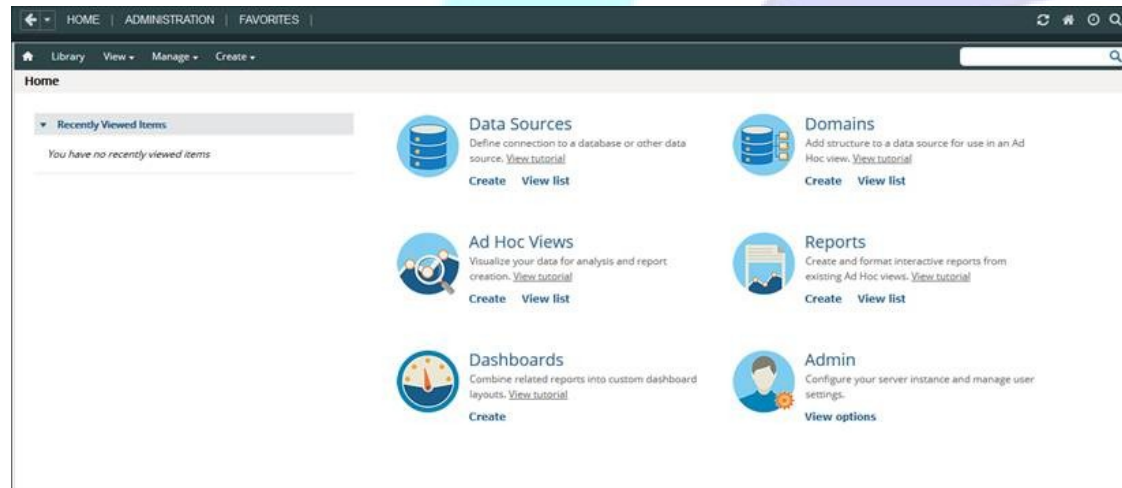 HOME | ADMINISTRATION | FAVORITES |
Library View Manage Create
Home
Recently Viewed Items
You have no recently viewed items
Data Sources
Define connection to a database or other data
source. View tutorial
Create View list
Domains
Add structure to a data source for use in an Ad
Hoc view. View tutorial
Create View list
Ad Hoc Views
Visualize your data for analysis and report
creation. View tutorial
Create View list
Reports
Create and format interactive reports from
existing Ad Hoc views. View tutorial
Create View list
Dashboards
Combine related reports into custom dashboard
layouts. View tutorial
Create
Admin
Configure your server instance and manage user
settings.
View options